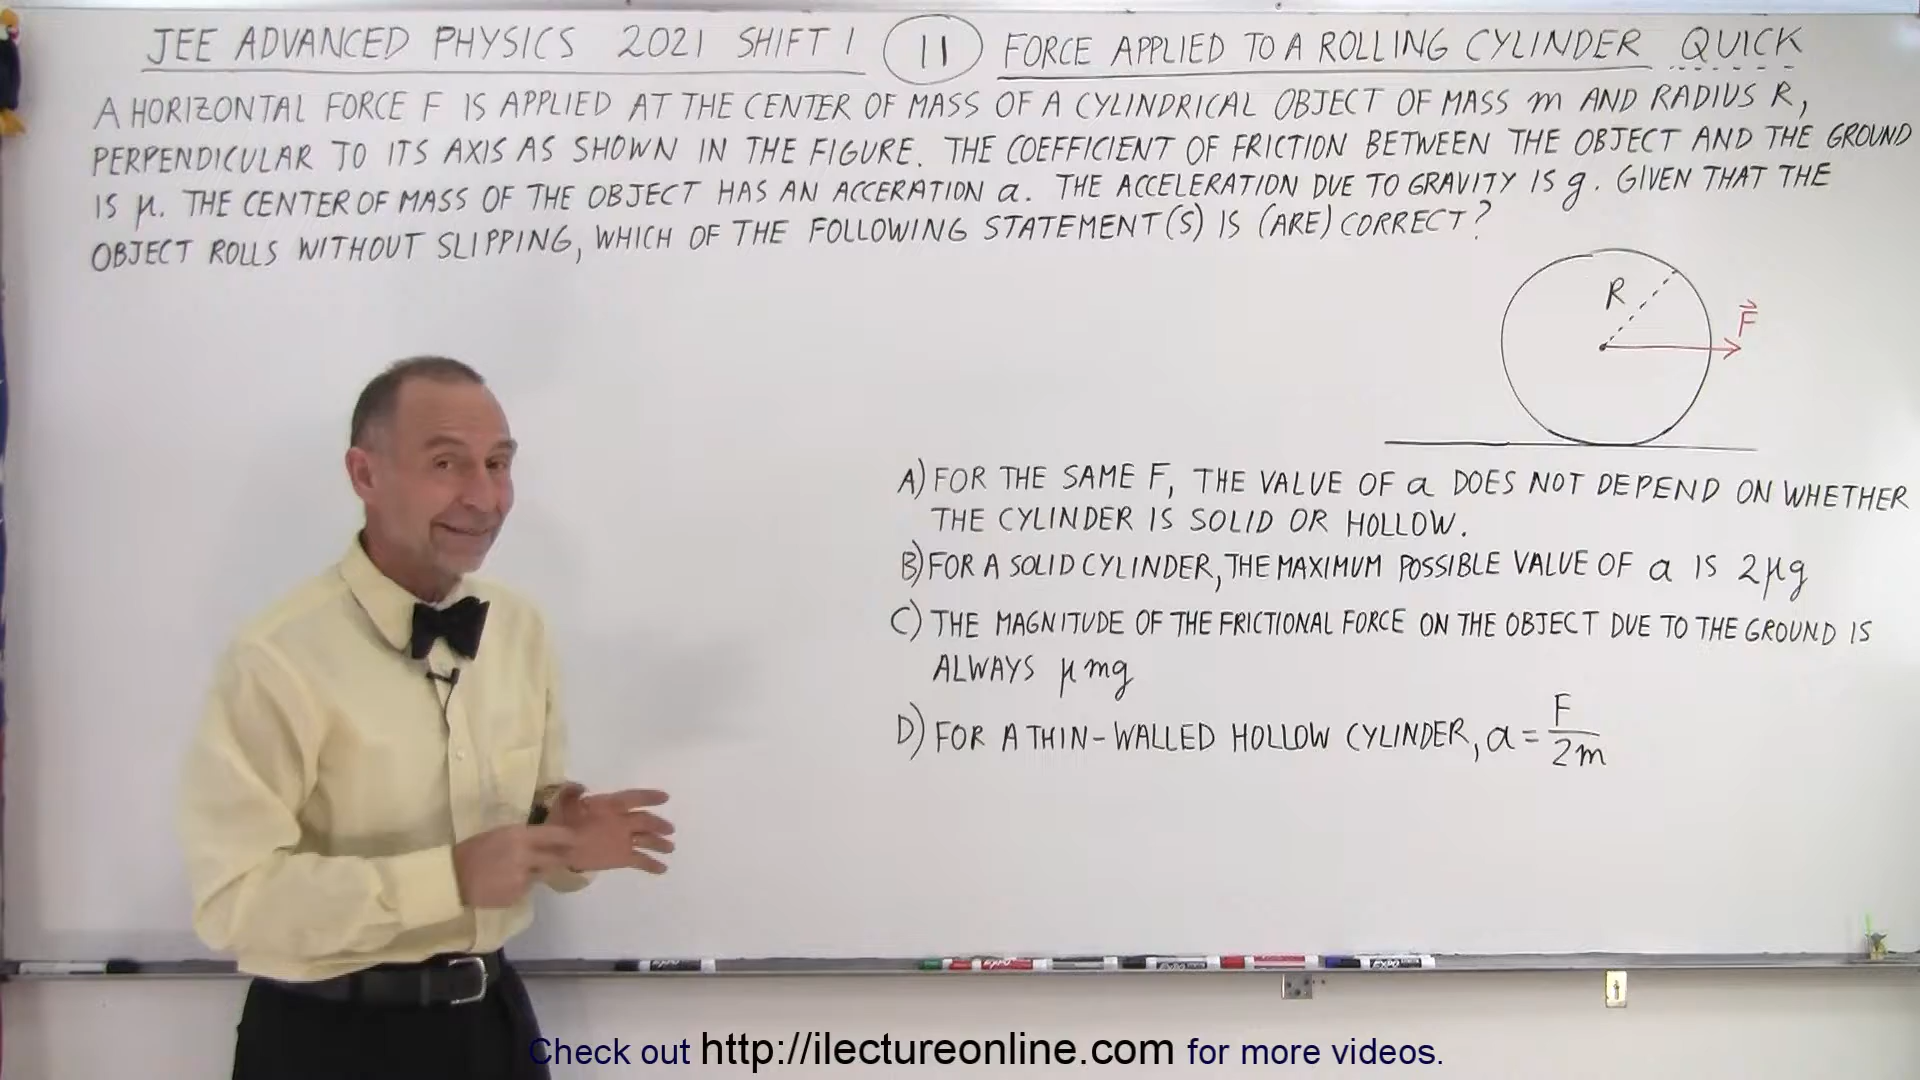 JEE ADVANCED PHYSICS 2021 SHIFT 1 (11) FORCE APPLIED TO A ROLLING CYLINDER QUICK
A HORIZONTAL FORCE F IS APPLIED AT THE CENTER OF MASS OF A CYLINDRICAL OBJECT OF MASS m AND RADIUS R,
PERPENDICULAR TO ITS AXIS AS SHOWN IN THE FIGURE. THE COEFFICIENT OF FRICTION BETWEEN THE OBJECT AND THE GROUND
IS μ. THE CENTER OF MASS OF THE OBJECT HAS AN ACCERATION a. THE ACCELERATION DUE TO GRAVITY IS g. GIVEN THAT THE
OBJECT ROLLS WITHOUT SLIPPING, WHICH OF THE FOLLOWING STATEMENT(S) IS (ARE) CORRECT?
R
F⃗
A) FOR THE SAME F, THE VALUE OF a DOES NOT DEPEND ON WHETHER
THE CYLINDER IS SOLID OR HOLLOW.
B) FOR A SOLID CYLINDER, THE MAXIMUM POSSIBLE VALUE OF a IS 2μg
C) THE MAGNITUDE OF THE FRICTIONAL FORCE ON THE OBJECT DUE TO THE GROUND IS
ALWAYS μmg
D) FOR A THIN-WALLED HOLLOW CYLINDER, a = F/2m
EXPO
EXPO
EXPO
EXPO
EXPO
Check out http://ilectureonline.com for more videos.